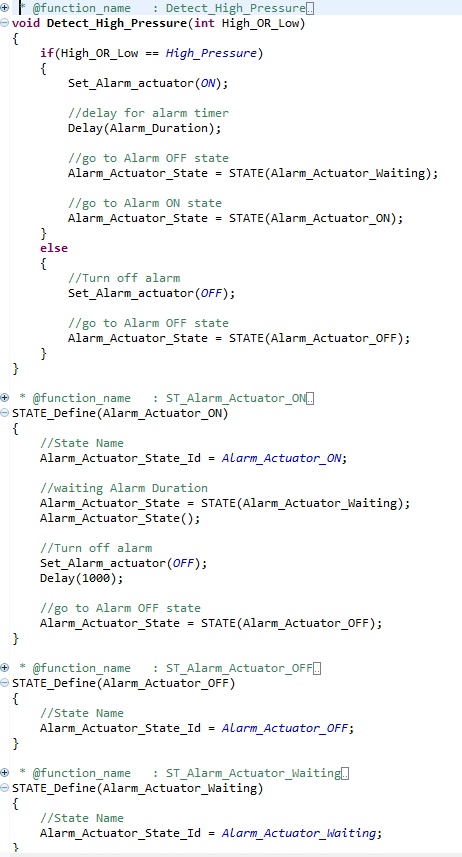 * @function_name   : Detect_High_Pressure
void Detect_High_Pressure(int High_OR_Low)
{
    if(High_OR_Low == High_Pressure)
    {
        Set_Alarm_actuator(ON);

        //delay for alarm timer
        Delay(Alarm_Duration);

        //go to Alarm OFF state
        Alarm_Actuator_State = STATE(Alarm_Actuator_Waiting);

        //go to Alarm ON state
        Alarm_Actuator_State = STATE(Alarm_Actuator_ON);
    }
    else
    {
        //Turn off alarm
        Set_Alarm_actuator(OFF);

        //go to Alarm OFF state
        Alarm_Actuator_State = STATE(Alarm_Actuator_OFF);
    }
}

* @function_name   : ST_Alarm_Actuator_ON
STATE_Define(Alarm_Actuator_ON)
{
    //State Name
    Alarm_Actuator_State_Id = Alarm_Actuator_ON;

    //waiting Alarm Duration
    Alarm_Actuator_State = STATE(Alarm_Actuator_Waiting);
    Alarm_Actuator_State();

    //Turn off alarm
    Set_Alarm_actuator(OFF);
    Delay(1000);

    //go to Alarm OFF state
    Alarm_Actuator_State = STATE(Alarm_Actuator_OFF);
}

* @function_name   : ST_Alarm_Actuator_OFF
STATE_Define(Alarm_Actuator_OFF)
{
    //State Name
    Alarm_Actuator_State_Id = Alarm_Actuator_OFF;
}

* @function_name   : ST_Alarm_Actuator_Waiting
STATE_Define(Alarm_Actuator_Waiting)
{
    //State Name
    Alarm_Actuator_State_Id = Alarm_Actuator_Waiting;
}